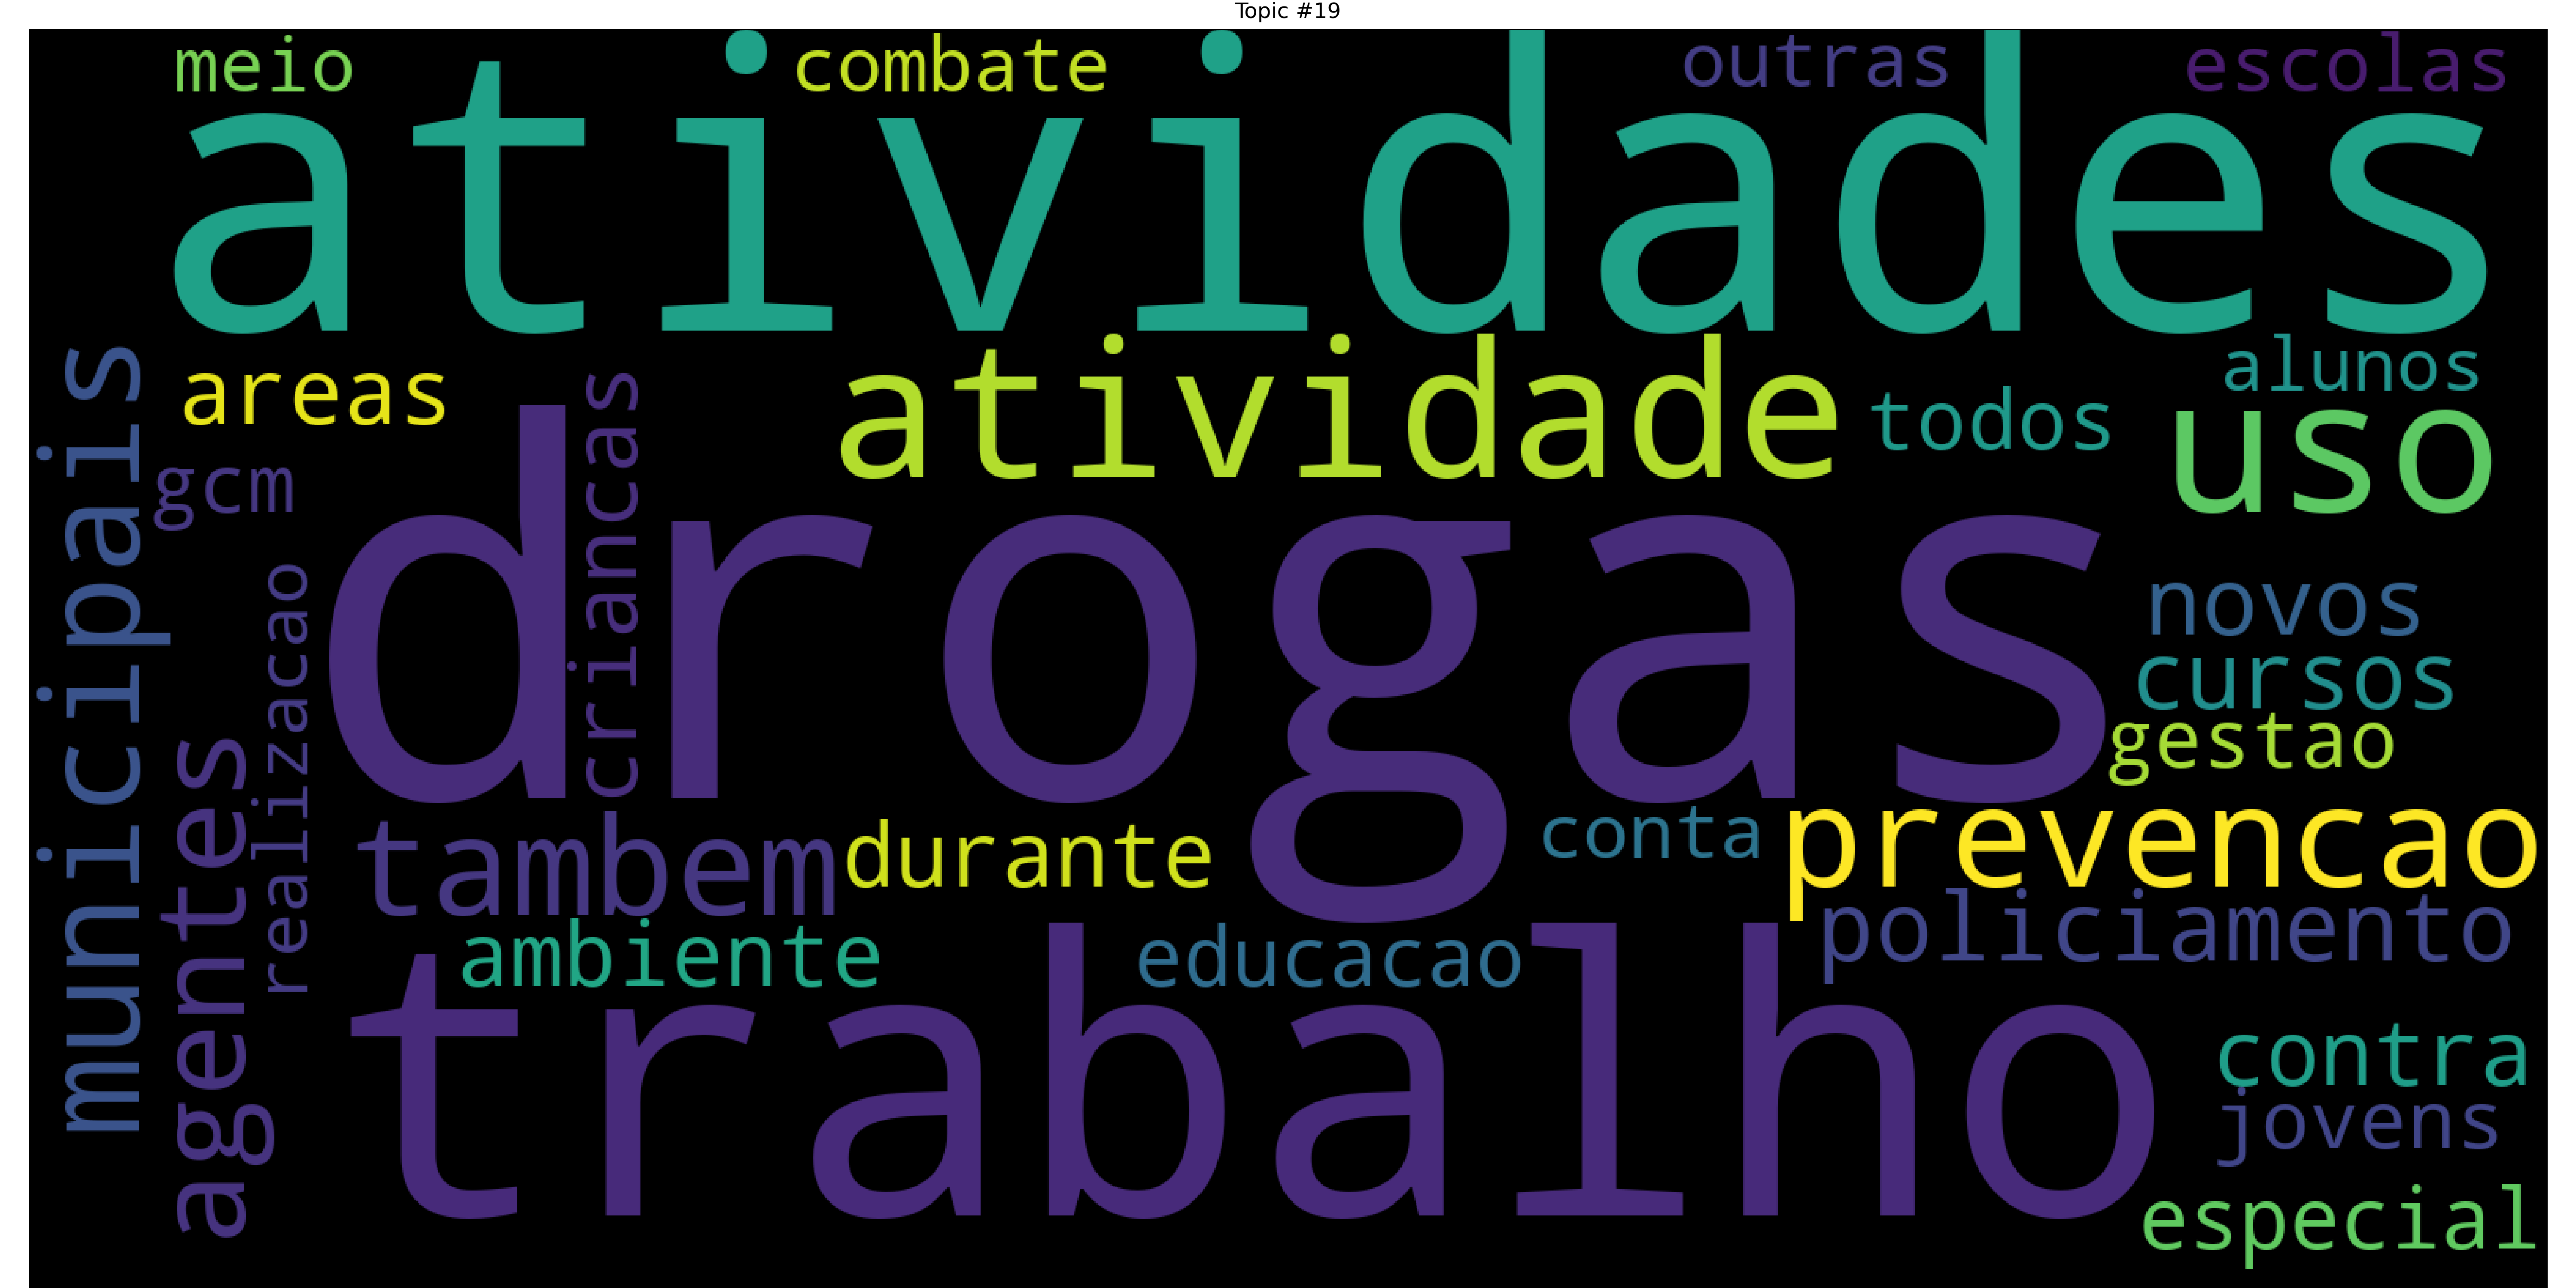 Topic #19
meio
combate
outras
escolas
atividades
areas
atividade
todos
alunos
uso
gcm
municipais
criancas
drogas
novos
cursos
gestao
realizacao
agentes
tambem
durante
conta
prevencao
policiamento
ambiente
educacao
trabalho
contra
jovens
especial